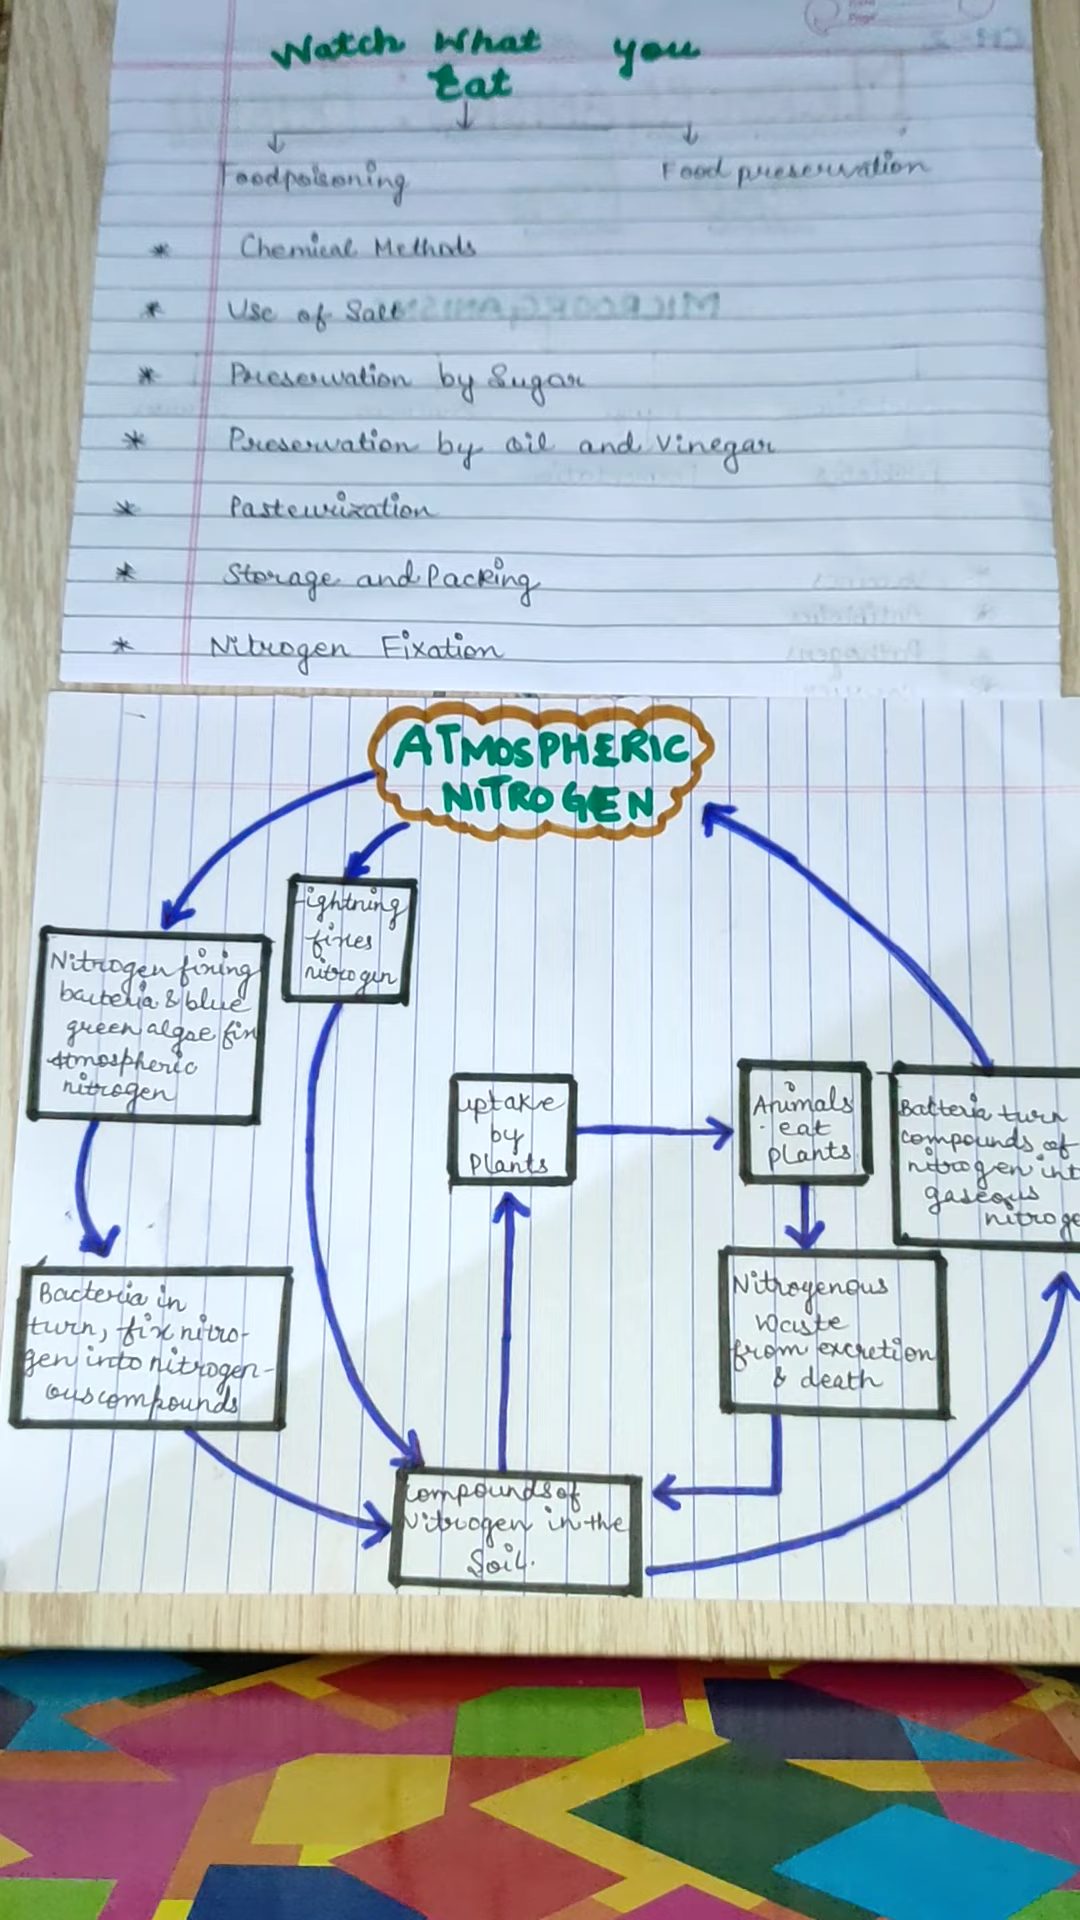 Watch What you
Eat
Foodpoisoning
Food preservation
* Chemical Methods
* Use of Salt
* Preservation by Sugar
* Preservation by oil and Vinegar
* Pasteurization
* Storage and Packing
* Nitrogen Fixation
ATMOSPHERIC
NITROGEN
Lightning
fixes
nitrogen
Nitrogen fixing
bacteria & blue
green algae fix
atmospheric
nitrogen
uptake
by
Plants
Animals
eat
plants
Bacteria turn
compounds of
nitrogen int
gaseous
nitroge
Bacteria in
turn, fix nitro-
gen into nitrogen-
ous compounds
Nitrogenous
waste
from excretion
& death
compounds of
Nitrogen in the
Soil.